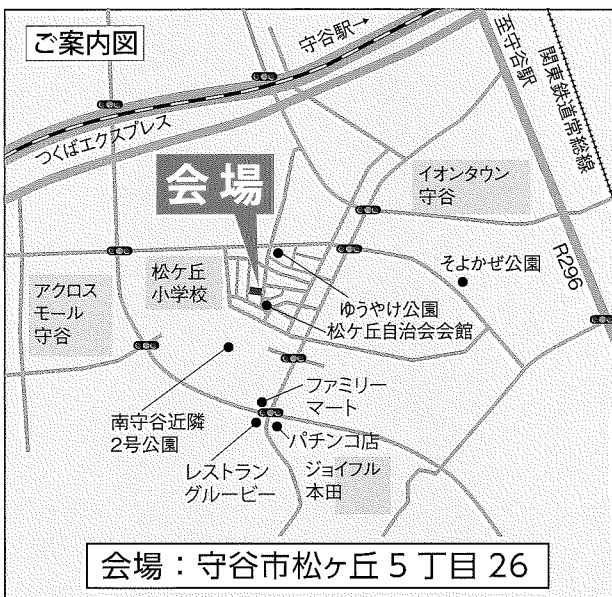 ご案内図
守谷駅→
至守谷駅
関東鉄道常総線
つくばエクスプレス
会場
イオンタウン
守谷
R296
松ケ丘
小学校
そよかぜ公園
アクロス
モール
守谷
ゆうやけ公園
松ケ丘自治会会館
ファミリー
マート
南守谷近隣
2号公園
パチンコ店
レストラン
グルービー
ジョイフル
本田
会場：守谷市松ヶ丘5丁目26